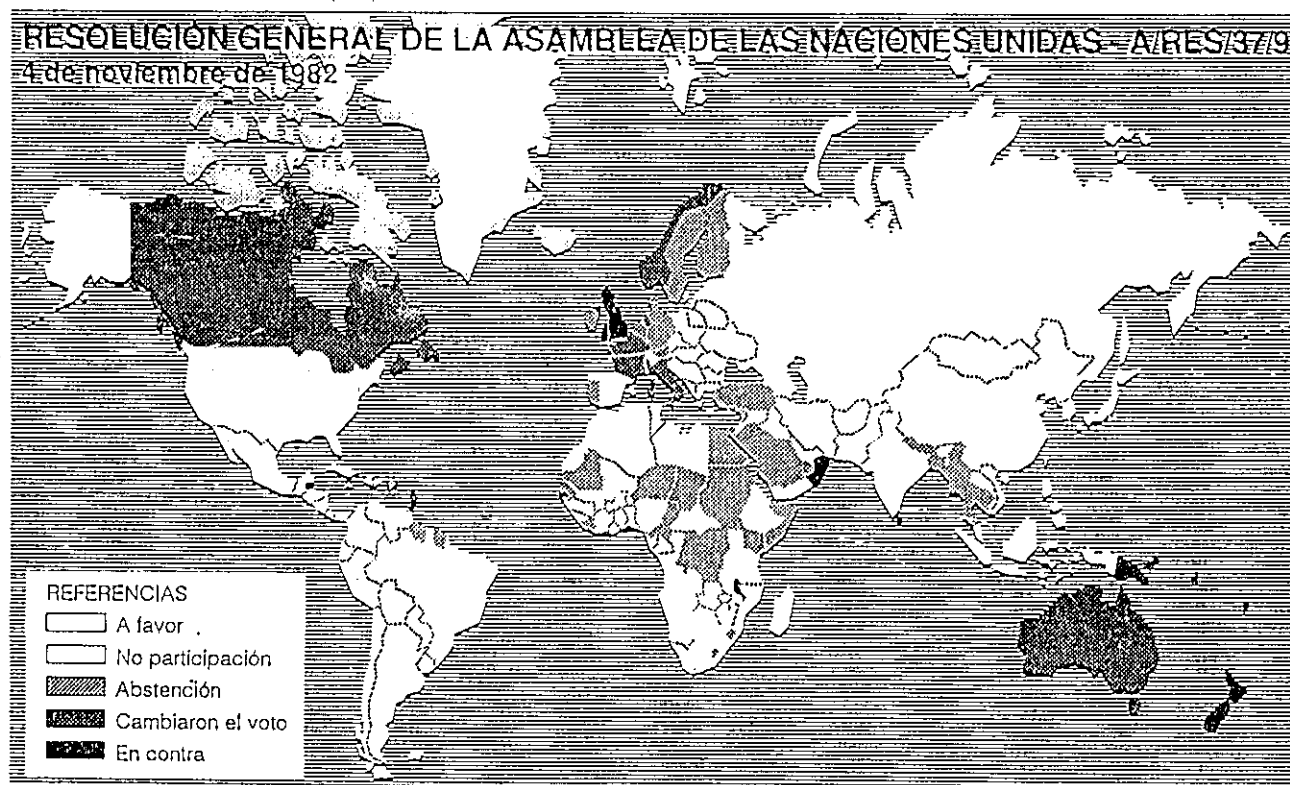 RESOLUCIÓN GENERAL DE LA ASAMBLEA DE LAS NACIONES UNIDAS - A/RES/37/9
4 de noviembre de 1982
REFERENCIAS
A favor
No participación
Abstención
Cambiaron el voto
En contra